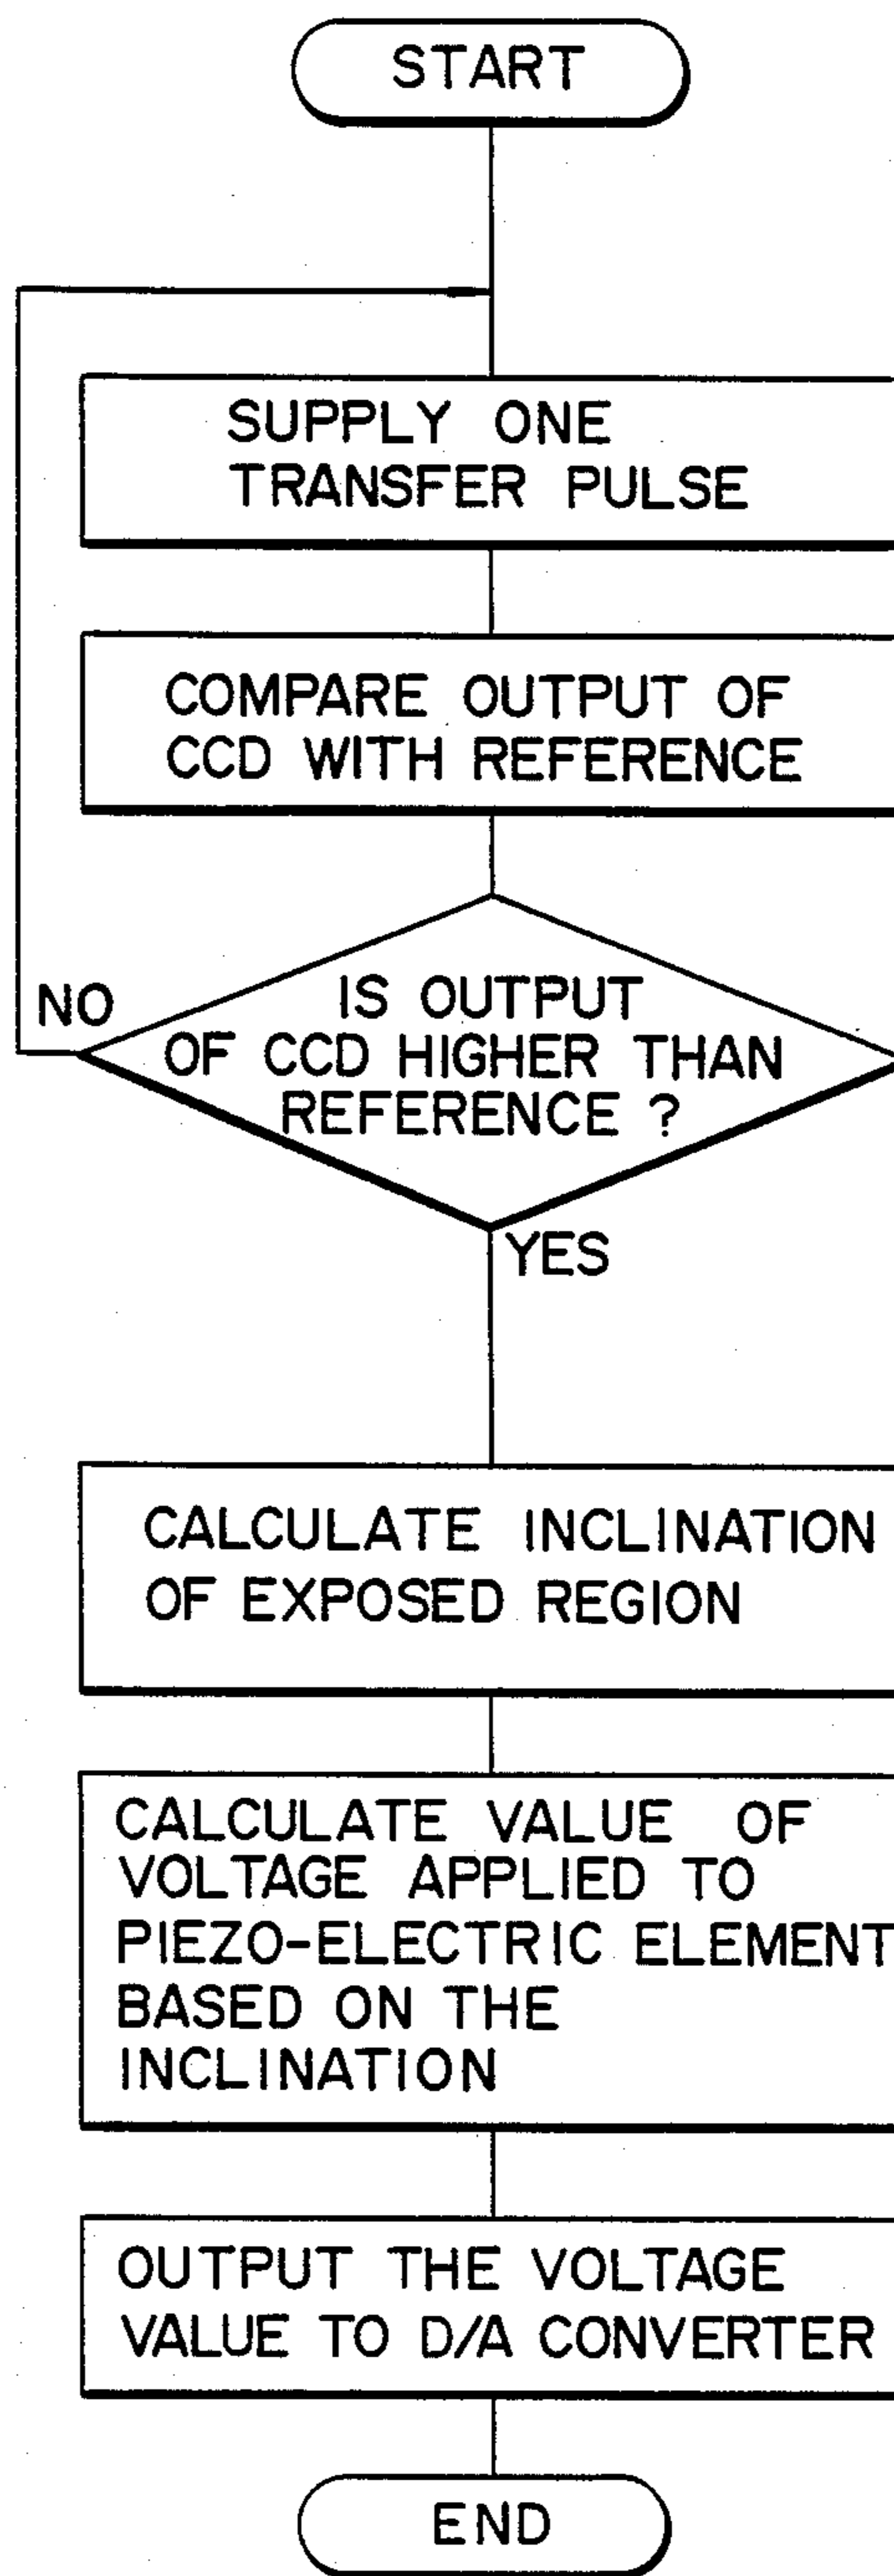 START
SUPPLY ONE
TRANSFER PULSE
COMPARE OUTPUT OF
CCD WITH REFERENCE
NO
IS OUTPUT
OF CCD HIGHER THAN
REFERENCE ?
YES
CALCULATE INCLINATION
OF EXPOSED REGION
CALCULATE VALUE OF
VOLTAGE APPLIED TO
PIEZO-ELECTRIC ELEMENT
BASED ON THE
INCLINATION
OUTPUT THE VOLTAGE
VALUE TO D/A CONVERTER
END